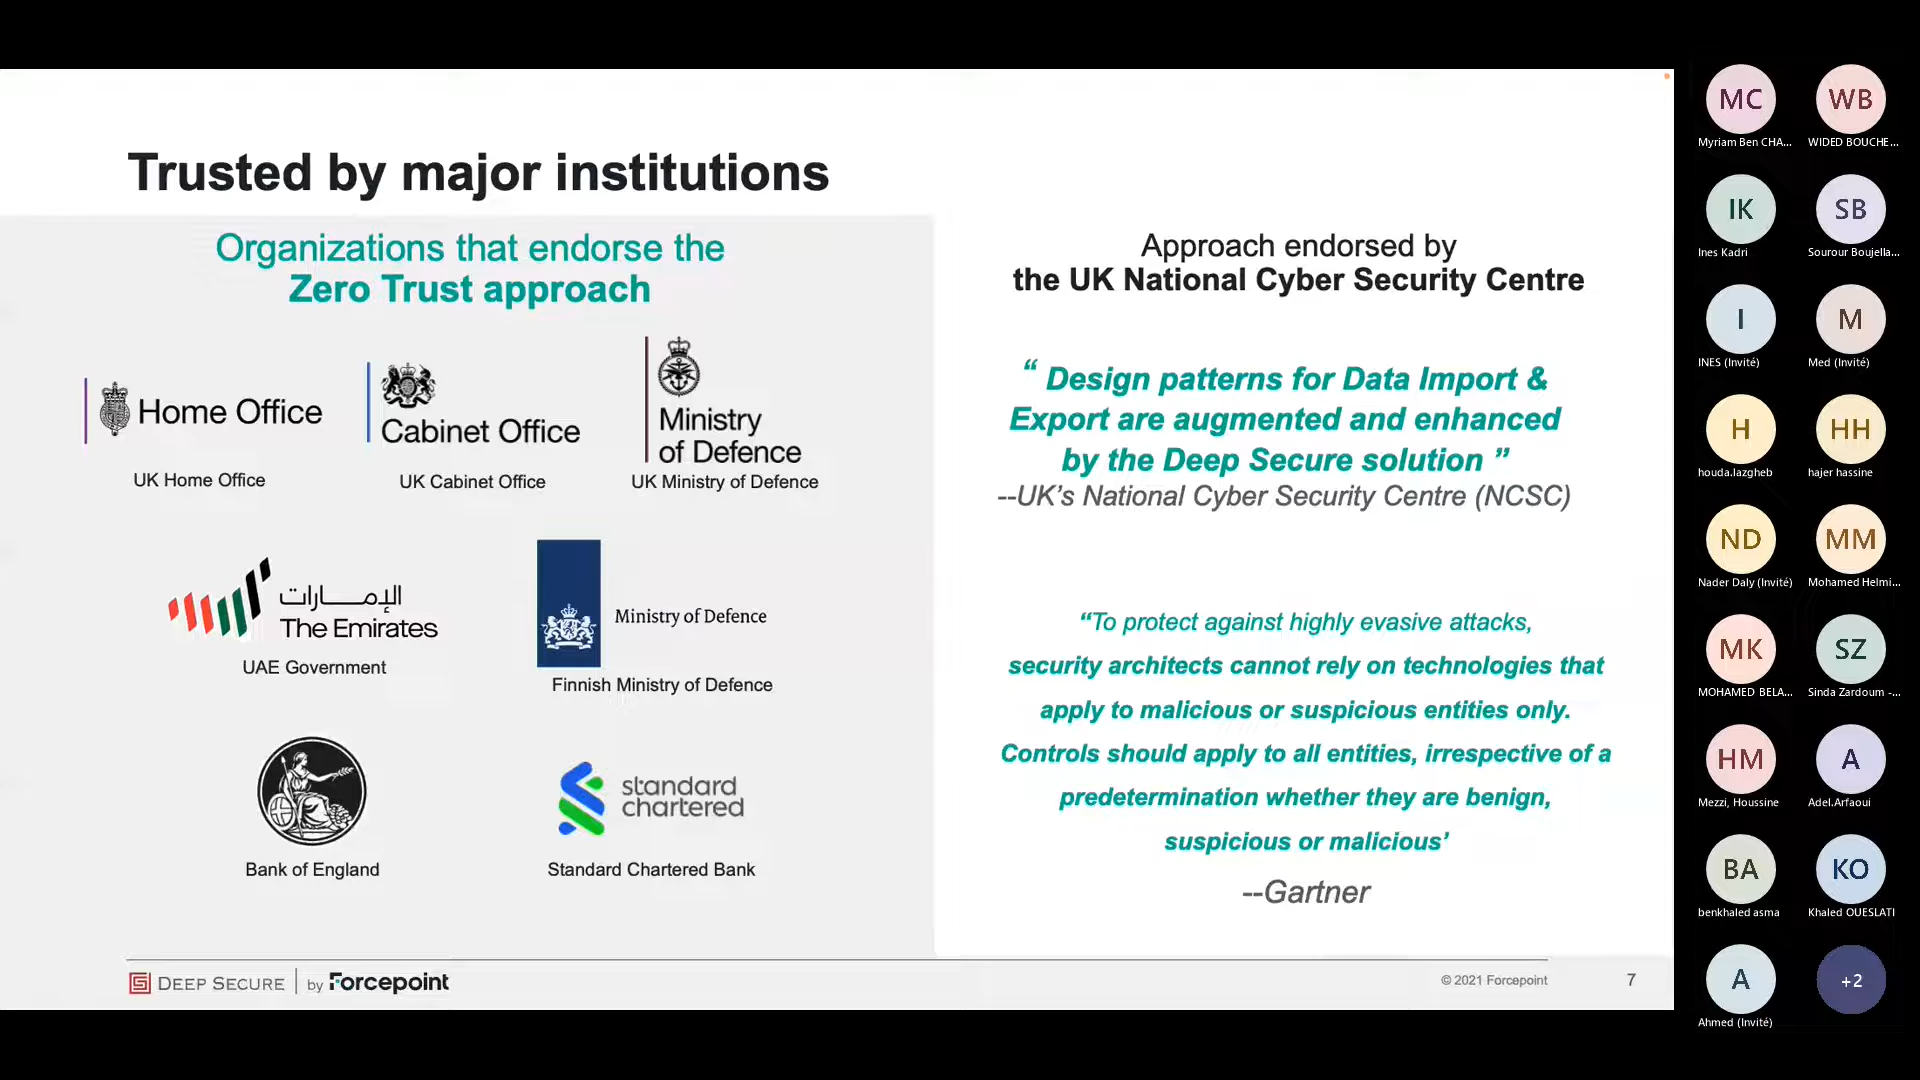 Trusted by major institutions
Organizations that endorse the
Zero Trust approach
Home Office
UK Home Office
Cabinet Office
UK Cabinet Office
Ministry
of Defence
UK Ministry of Defence
الإمارات
The Emirates
UAE Government
Ministry of Defence
Finnish Ministry of Defence
Bank of England
standard
chartered
Standard Chartered Bank
Approach endorsed by
the UK National Cyber Security Centre
“ Design patterns for Data Import &
Export are augmented and enhanced
by the Deep Secure solution ”
--UK’s National Cyber Security Centre (NCSC)
“To protect against highly evasive attacks,
security architects cannot rely on technologies that
apply to malicious or suspicious entities only.
Controls should apply to all entities, irrespective of a
predetermination whether they are benign,
suspicious or malicious’
--Gartner
DEEP SECURE | by Forcepoint
© 2021 Forcepoint
7
MC
Myriam Ben CHA...
WB
WIDED BOUCHE...
IK
Ines Kadri
SB
Sourour Boujella...
I
INES (Invité)
M
Med (Invité)
H
houda.lazgheb
HH
hajer hassine
ND
Nader Daly (Invité)
MM
Mohamed Helmi...
MK
MOHAMED BELA...
SZ
Sinda Zardoum -...
HM
Mezzi, Houssine
A
Adel.Arfaoui
BA
benkhaled asma
KO
Khaled OUESLATI
A
Ahmed (Invité)
+2